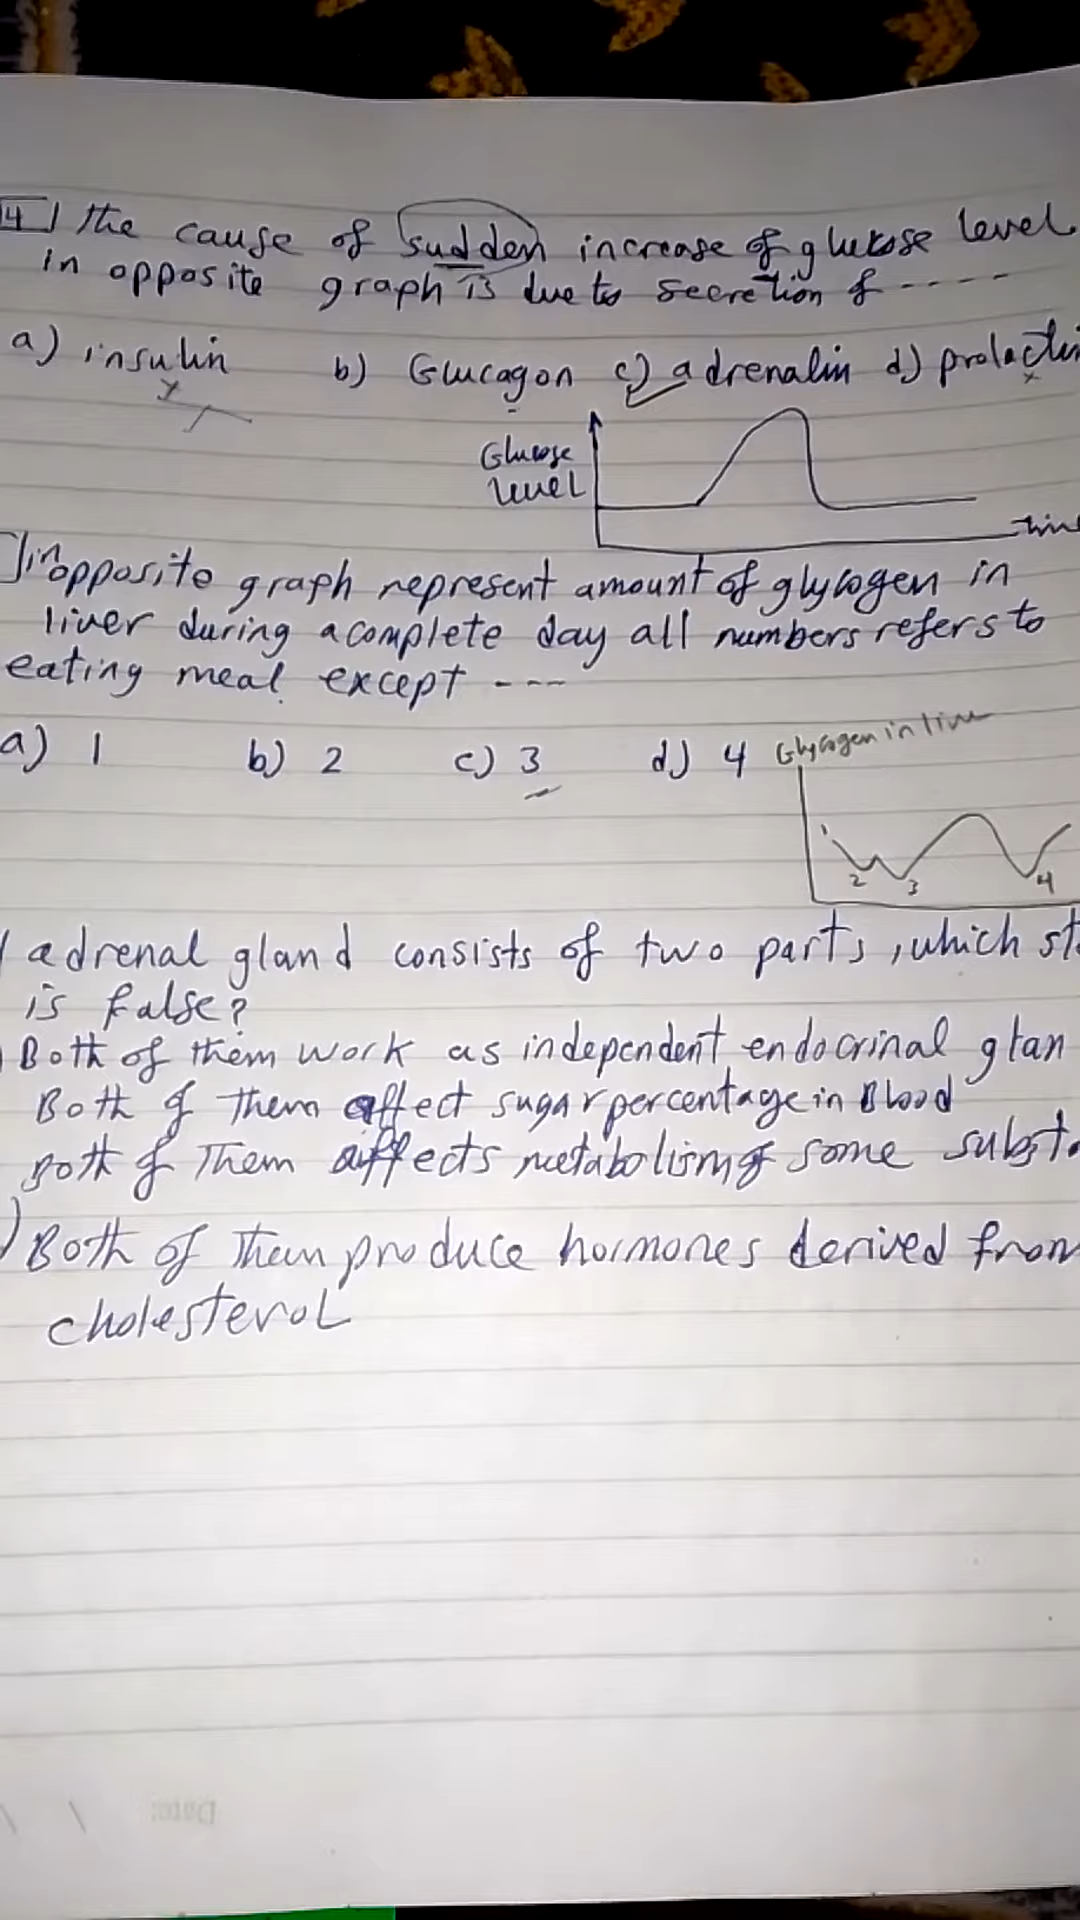 4 the cause of sudden increase of glucose level
in opposite graph is due to secretion of -----
a) insulin b) Glucagon c) adrenalin d) prolactin
Glucose
level
time
in opposite graph represent amount of glycogen in
liver during a complete day all numbers refers to
eating meal except ---
a) 1 b) 2 c) 3 d) 4
Glycogen in liver
1 2 3 4
adrenal gland consists of two parts, which st
is false?
Both of them work as independent endocrinal glan
Both of them affect sugar percentage in Blood
Both of Them affects metabolism of some subst.
) Both of Them produce hormones derived from
cholesterol
Date: